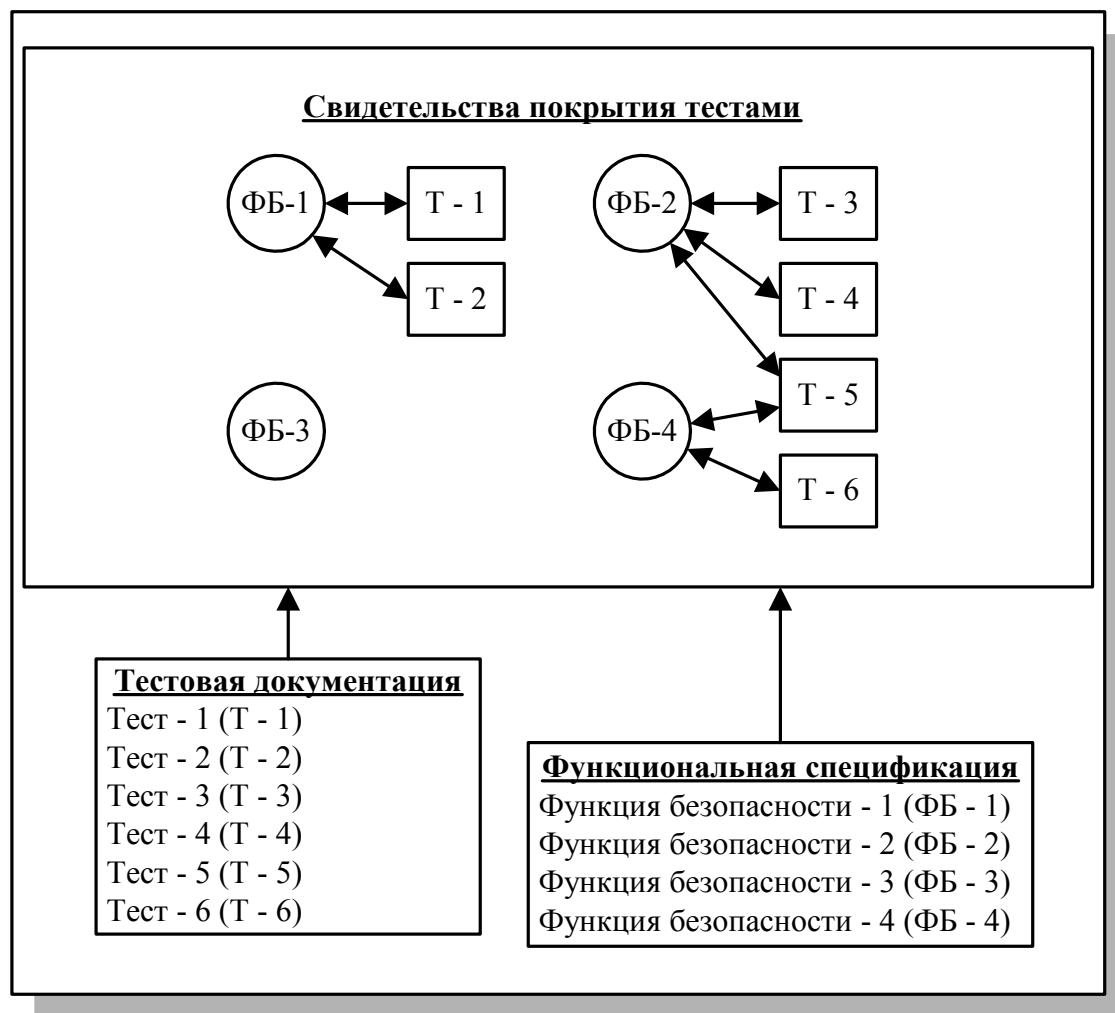 Свидетельства покрытия тестами
ФБ-1
Т - 1
ФБ-2
Т - 3
Т - 2
Т - 4
Т - 5
ФБ-3
ФБ-4
Т - 6
Тестовая документация
Тест - 1 (Т - 1)
Тест - 2 (Т - 2)
Тест - 3 (Т - 3)
Тест - 4 (Т - 4)
Тест - 5 (Т - 5)
Тест - 6 (Т - 6)
Функциональная спецификация
Функция безопасности - 1 (ФБ - 1)
Функция безопасности - 2 (ФБ - 2)
Функция безопасности - 3 (ФБ - 3)
Функция безопасности - 4 (ФБ - 4)